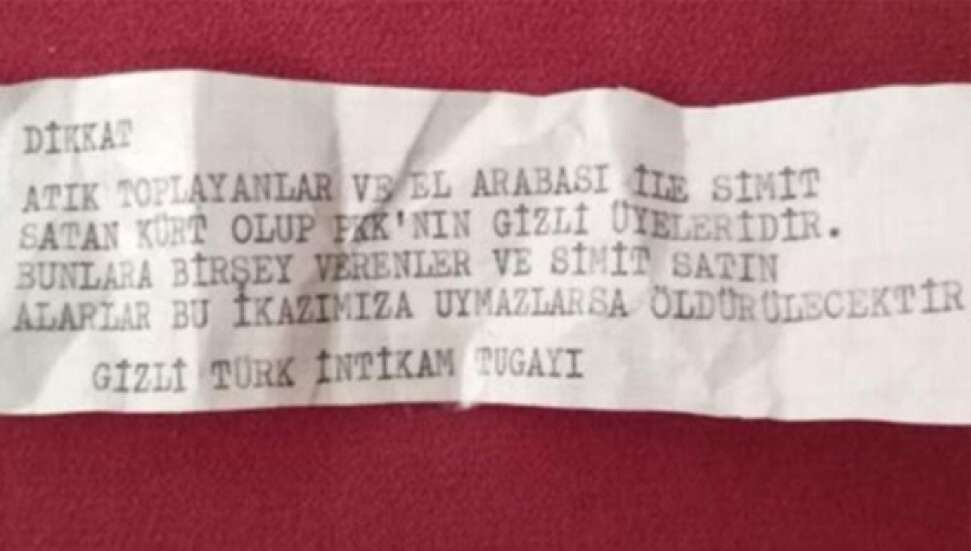 DİKKAT
ATIK TOPLAYANLAR VE EL ARABASI İLE SİMİT
SATAN KÜRT OLUP PKK'NIN GİZLİ ÜYELERİDİR.
BUNLARA BİRŞEY VERENLER VE SİMİT SATIN
ALARLAR BU İKAZIMIZA UYMAZLARSA ÖLDÜRÜLECEKTİR
GİZLİ TÜRK İNTİKAM TUGAYI